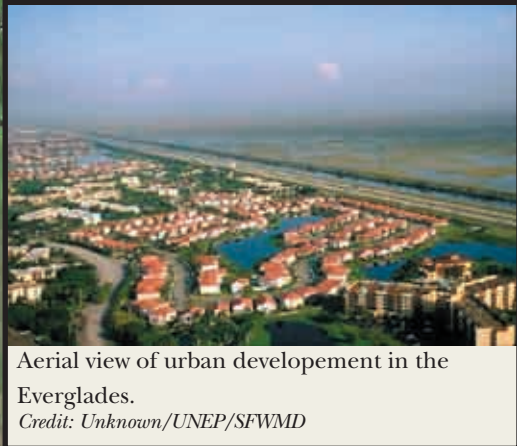 Aerial view of urban developement in the
Everglades.
Credit: Unknown/UNEP/SFWMD